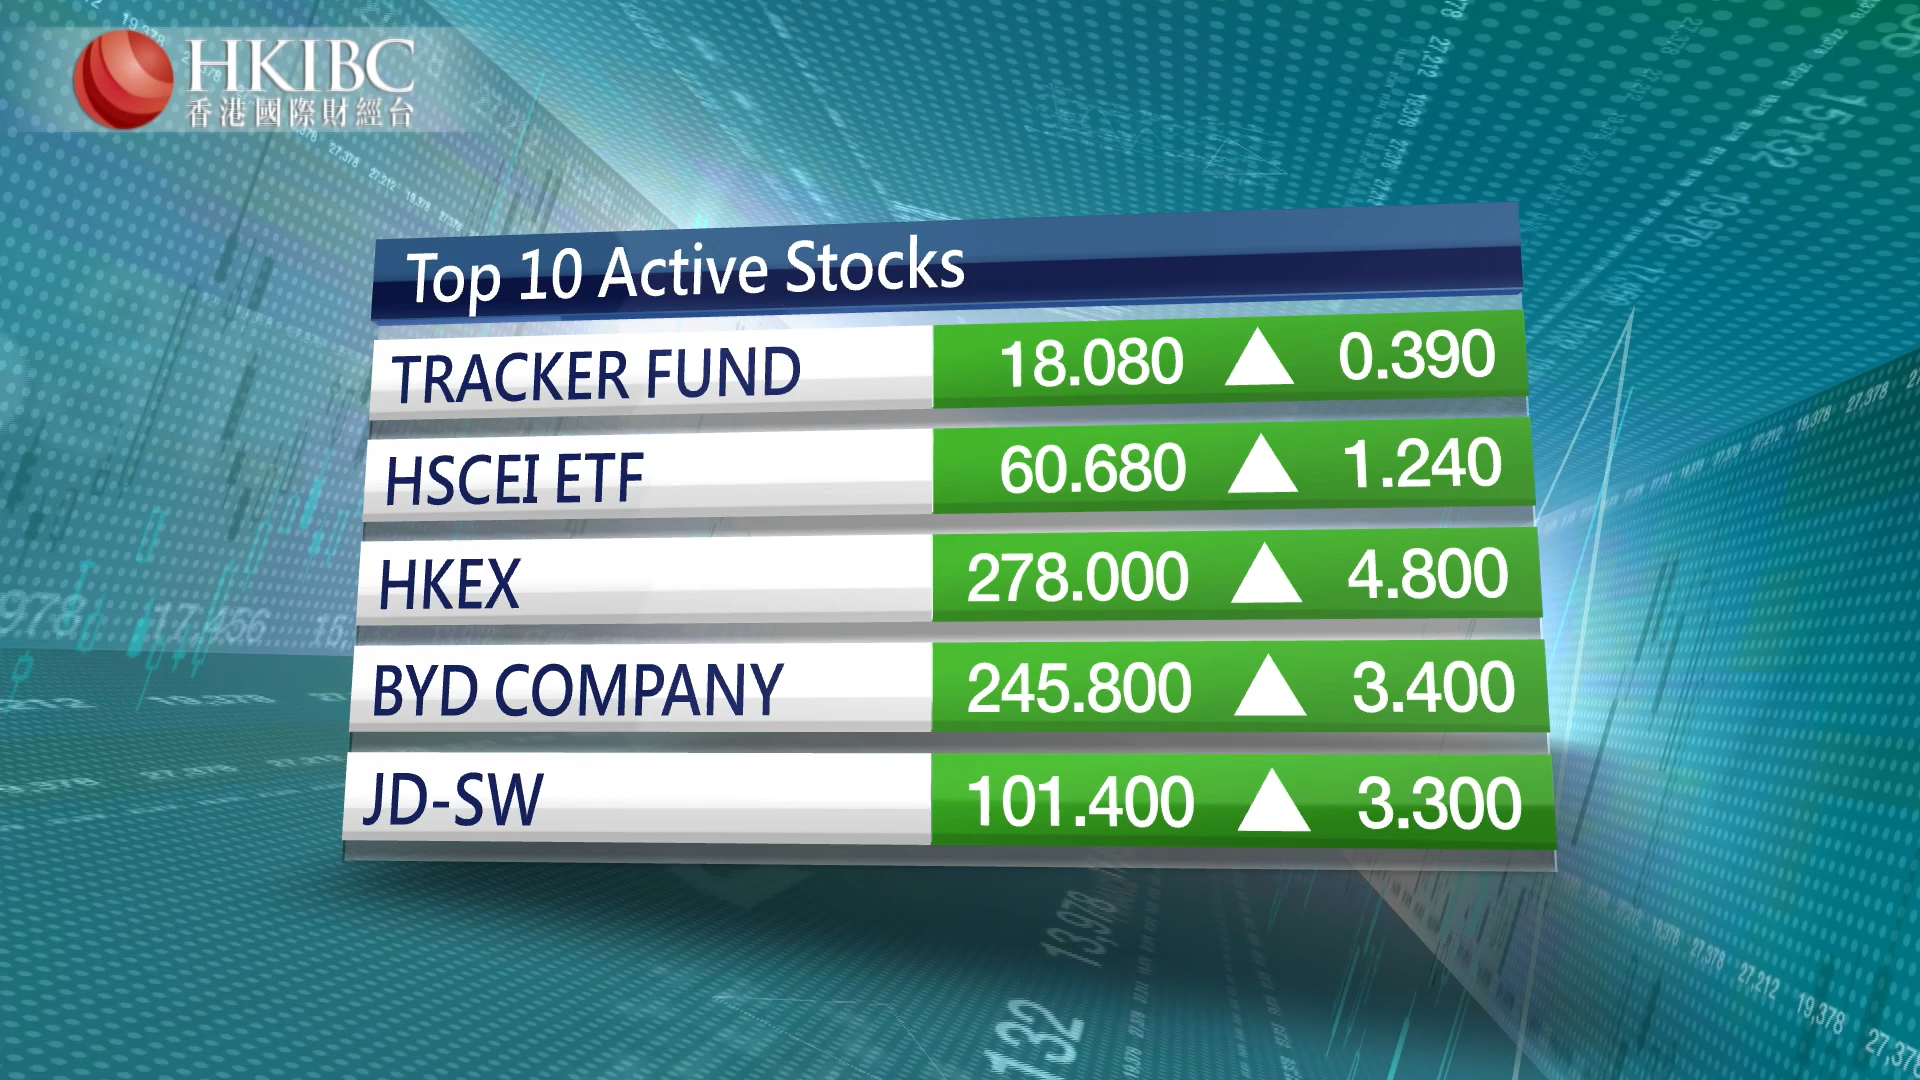 HKIBC
香港國際財經台
Top 10 Active Stocks
TRACKER FUND 18.080 ▲ 0.390
HSCEI ETF 60.680 ▲ 1.240
HKEX 278.000 ▲ 4.800
BYD COMPANY 245.800 ▲ 3.400
JD-SW 101.400 ▲ 3.300